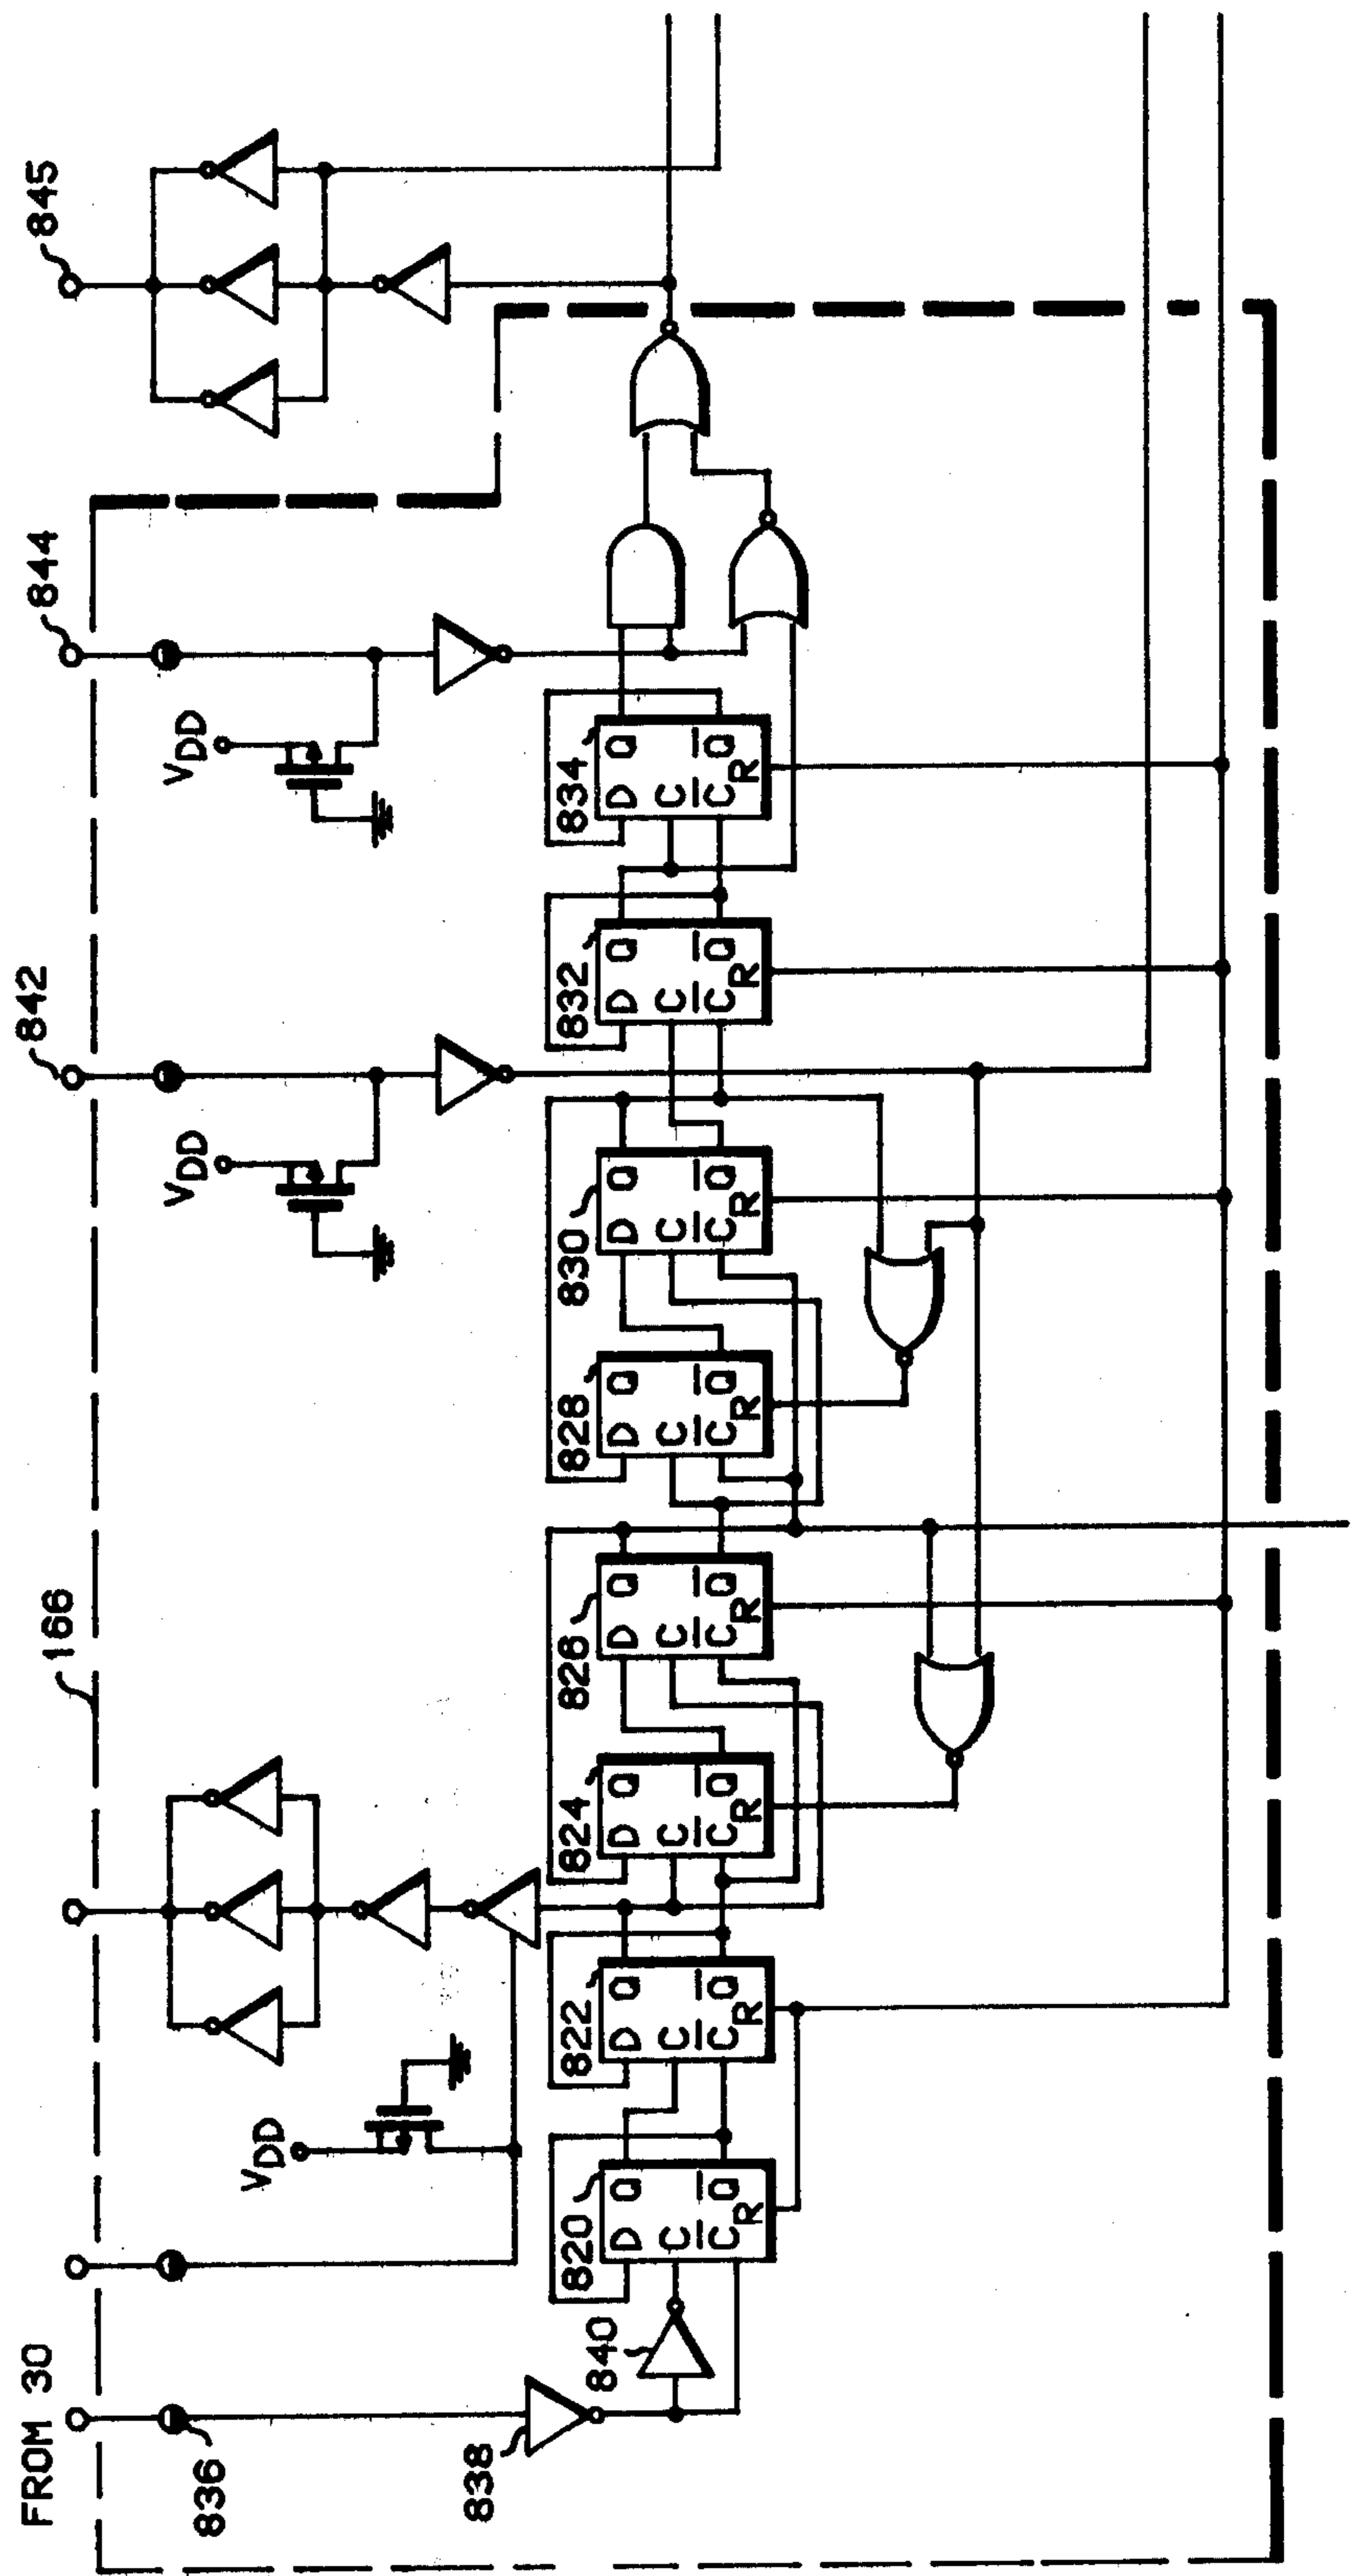 FROM 30
836
838
840
166
842
844
845
VDD
VDD
VDD
820
D Q
C
C̅ Q̅
R
822
D Q
C
C̅ Q̅
R
824
D Q
C
C̅ Q̅
R
826
D Q
C
C̅ Q̅
R
828
D Q
C
C̅ Q̅
R
830
D Q
C
C̅ Q̅
R
832
D Q
C
C̅ Q̅
R
834
D Q
C
C̅ Q̅
R